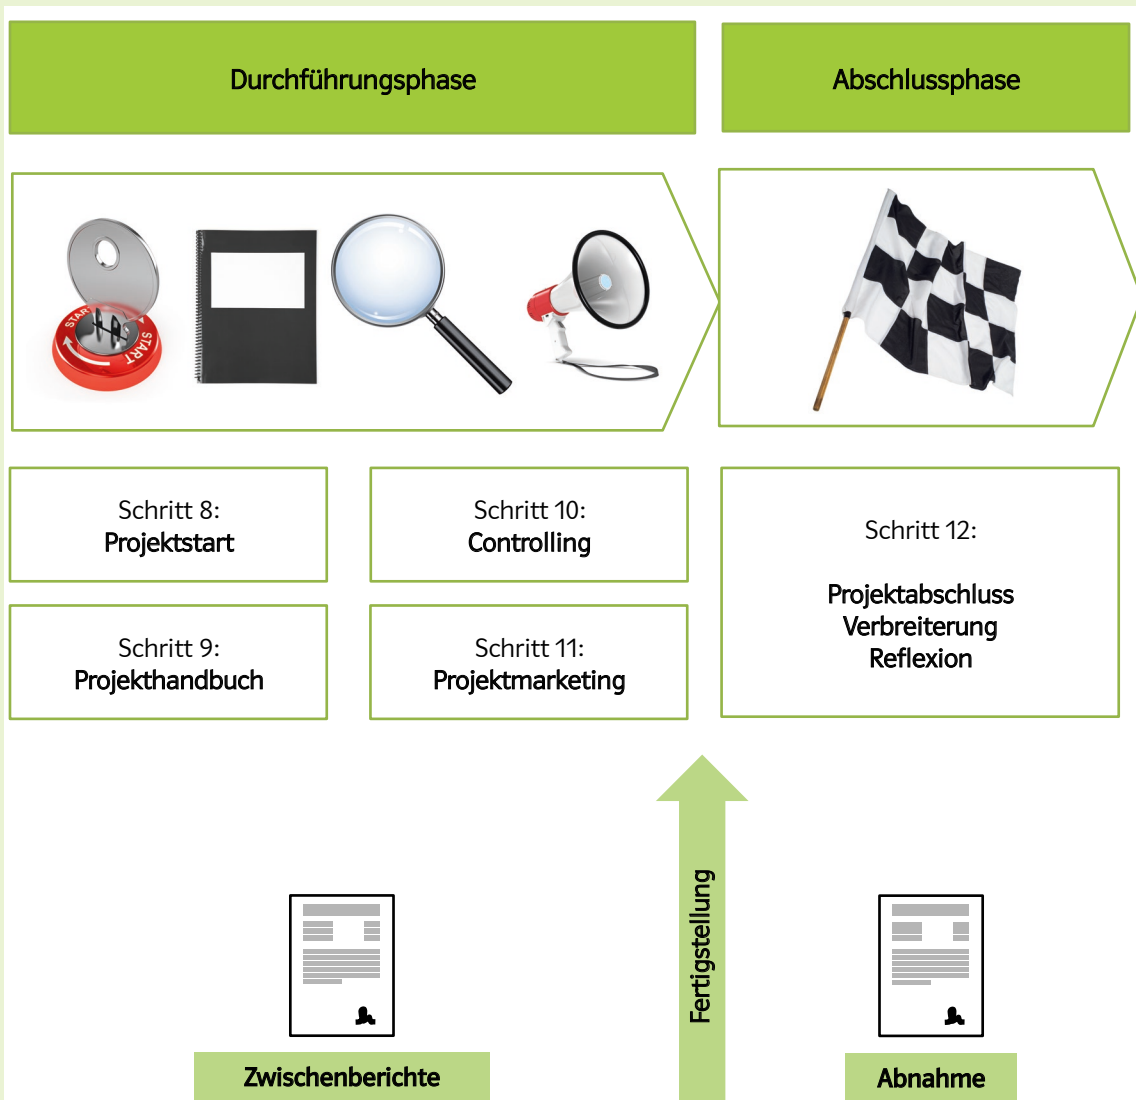 Durchführungsphase
Abschlussphase
START
START
Schritt 8:
Projektstart
Schritt 10:
Controlling
Schritt 9:
Projekthandbuch
Schritt 11:
Projektmarketing
Schritt 12:
Projektabschluss
Verbreiterung
Reflexion
Fertigstellung
Zwischenberichte
Abnahme